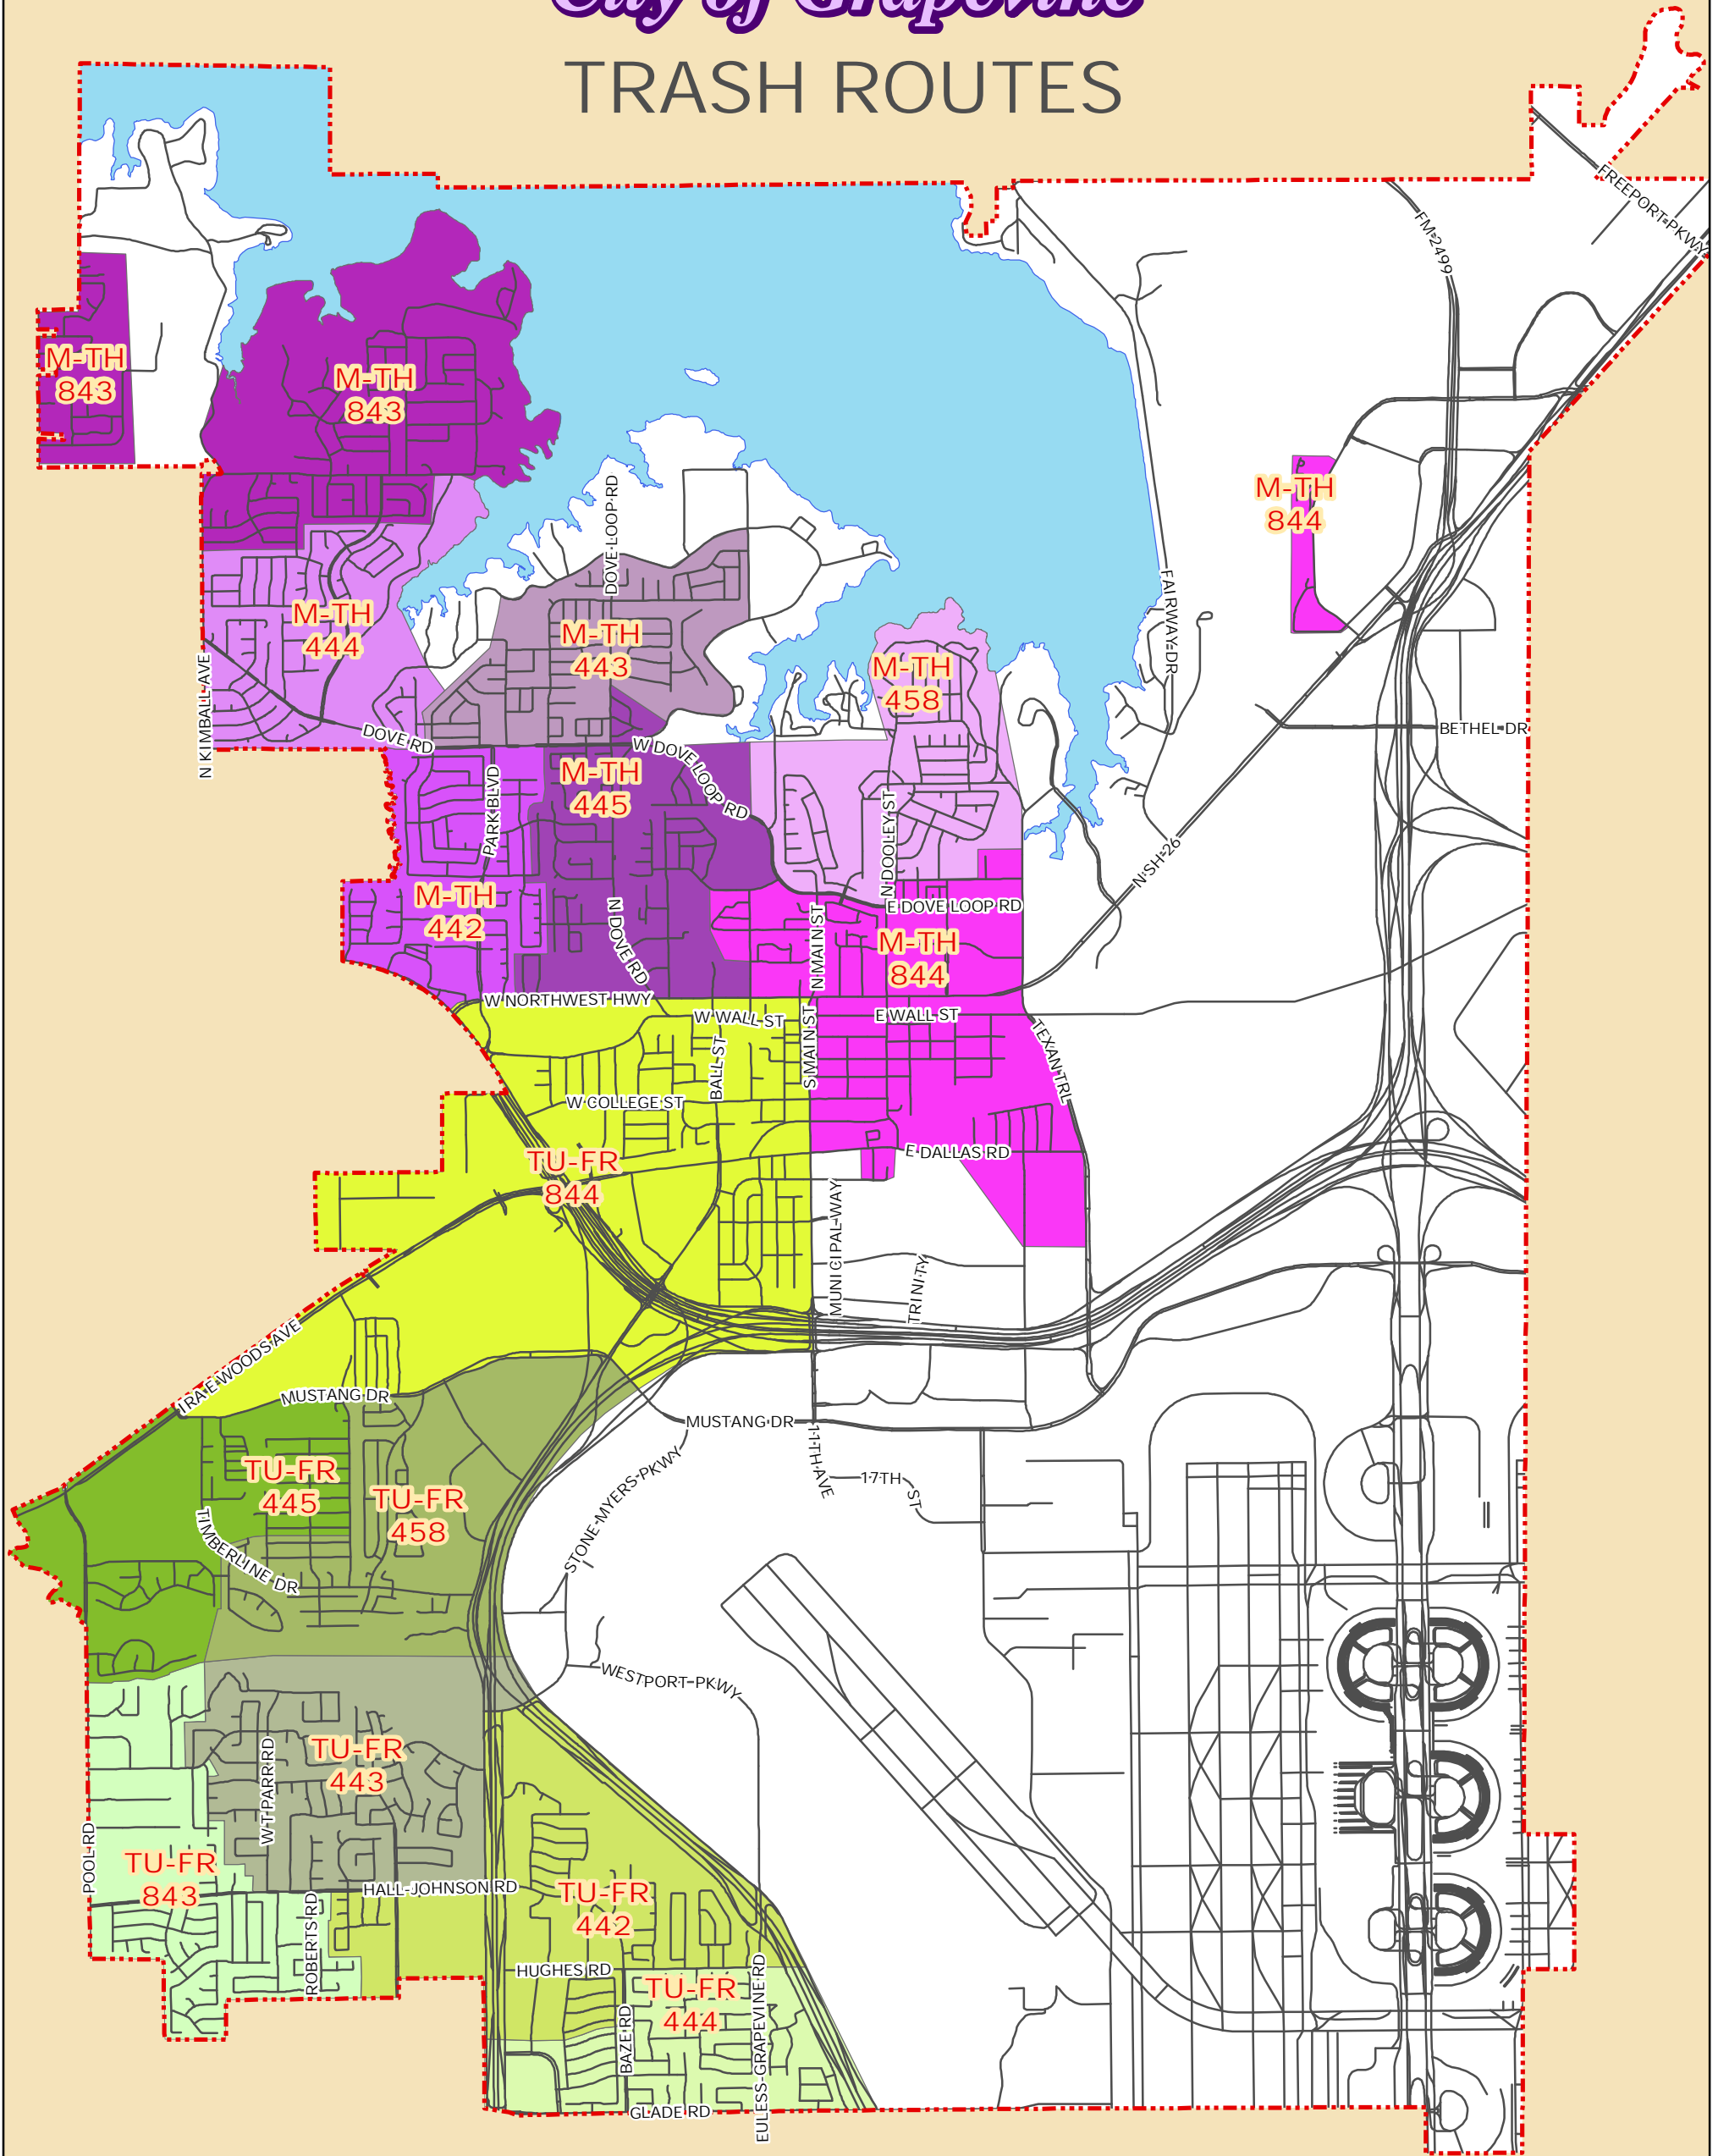 City of Grapevine
TRASH ROUTES
FREEPORT PKWY
FM 2499
M-TH
843
M-TH
843
M-TH
844
DOVE LOOP RD
M-TH
444
M-TH
443
M-TH
458
FAIRWAY DR
N KIMBALL AVE
DOVE RD
W DOVE LOOP RD
BETHEL DR
M-TH
445
PARK BLVD
N DOOLEY ST
N SH 26
M-TH
442
N DOVE RD
E DOVE LOOP RD
N MAIN ST
M-TH
844
W NORTHWEST HWY
W WALL ST
E WALL ST
S MAIN ST
BALL ST
TEXAN TRL
W COLLEGE ST
E DALLAS RD
TU-FR
844
MUNICIPAL WAY
TRINITY
IRA E WOODS AVE
MUSTANG DR
MUSTANG DR
11TH AVE
17TH ST
STONE MYERS PKWY
TU-FR
445
TU-FR
458
TIMBERLINE DR
WESTPORT PKWY
W T PARR RD
TU-FR
443
POOL RD
TU-FR
843
HALL-JOHNSON RD
ROBERTS RD
TU-FR
442
HUGHES RD
TU-FR
444
BAZE RD
EULESS-GRAPEVINE RD
GLADE RD